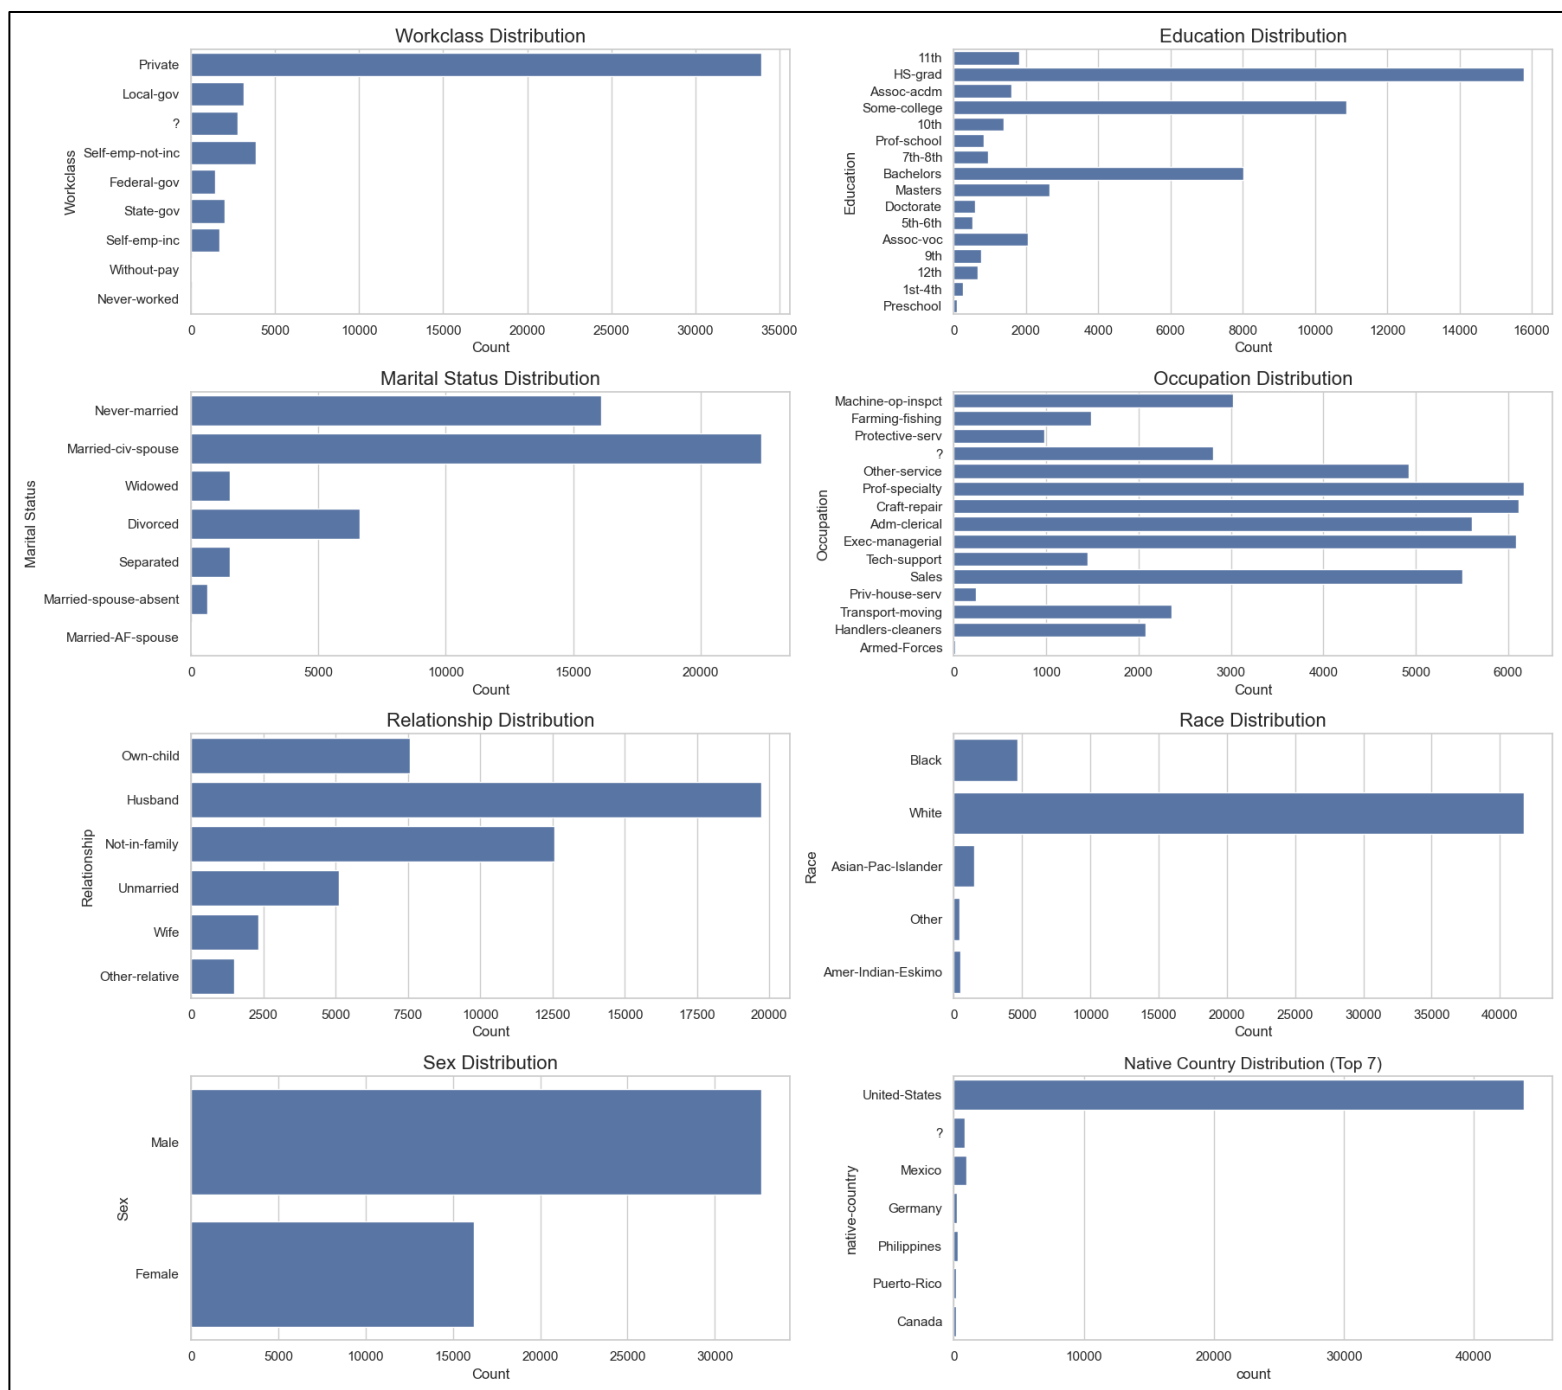 Workclass Distribution
Workclass
Private
Local-gov
?
Self-emp-not-inc
Federal-gov
State-gov
Self-emp-inc
Without-pay
Never-worked
0 5000 10000 15000 20000 25000 30000 35000
Count
Education Distribution
Education
11th
HS-grad
Assoc-acdm
Some-college
10th
Prof-school
7th-8th
Bachelors
Masters
Doctorate
5th-6th
Assoc-voc
9th
12th
1st-4th
Preschool
0 2000 4000 6000 8000 10000 12000 14000 16000
Count
Marital Status Distribution
Marital Status
Never-married
Married-civ-spouse
Widowed
Divorced
Separated
Married-spouse-absent
Married-AF-spouse
0 5000 10000 15000 20000
Count
Occupation Distribution
Occupation
Machine-op-inspct
Farming-fishing
Protective-serv
?
Other-service
Prof-specialty
Craft-repair
Adm-clerical
Exec-managerial
Tech-support
Sales
Priv-house-serv
Transport-moving
Handlers-cleaners
Armed-Forces
0 1000 2000 3000 4000 5000 6000
Count
Relationship Distribution
Relationship
Own-child
Husband
Not-in-family
Unmarried
Wife
Other-relative
0 2500 5000 7500 10000 12500 15000 17500 20000
Count
Race Distribution
Race
Black
White
Asian-Pac-Islander
Other
Amer-Indian-Eskimo
0 5000 10000 15000 20000 25000 30000 35000 40000
Count
Sex Distribution
Sex
Male
Female
0 5000 10000 15000 20000 25000 30000
Count
Native Country Distribution (Top 7)
native-country
United-States
?
Mexico
Germany
Philippines
Puerto-Rico
Canada
0 10000 20000 30000 40000
count